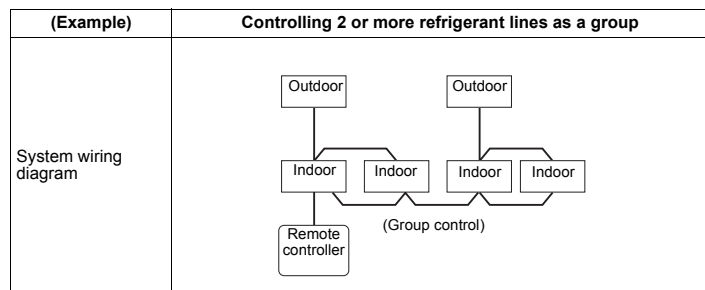 (Example)
Controlling 2 or more refrigerant lines as a group
System wiring
diagram
Outdoor
Outdoor
Indoor
Indoor
Indoor
Indoor
(Group control)
Remote
controller